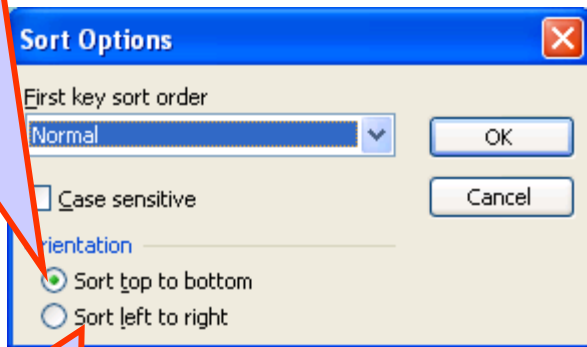 Sort Options
First key sort order
Normal
OK
Case sensitive
Cancel
rientation
Sort top to bottom
Sort left to right